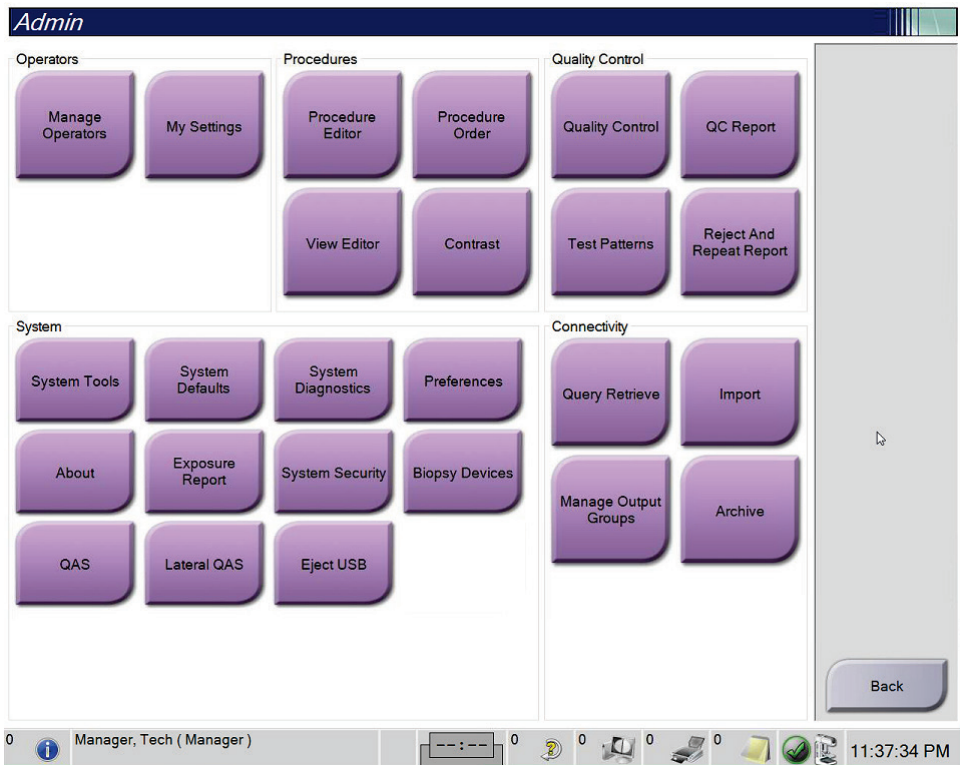 Admin
Operators
Manage
Operators
My Settings
Procedures
Procedure
Editor
Procedure
Order
View Editor
Contrast
Quality Control
Quality Control
QC Report
Test Patterns
Reject And
Repeat Report
System
System Tools
System
Defaults
System
Diagnostics
Preferences
About
Exposure
Report
System Security
Biopsy Devices
QAS
Lateral QAS
Eject USB
Connectivity
Query Retrieve
Import
Manage Output
Groups
Archive
Back
0
Manager, Tech ( Manager )
--:--
0
0
0
0
11:37:34 PM